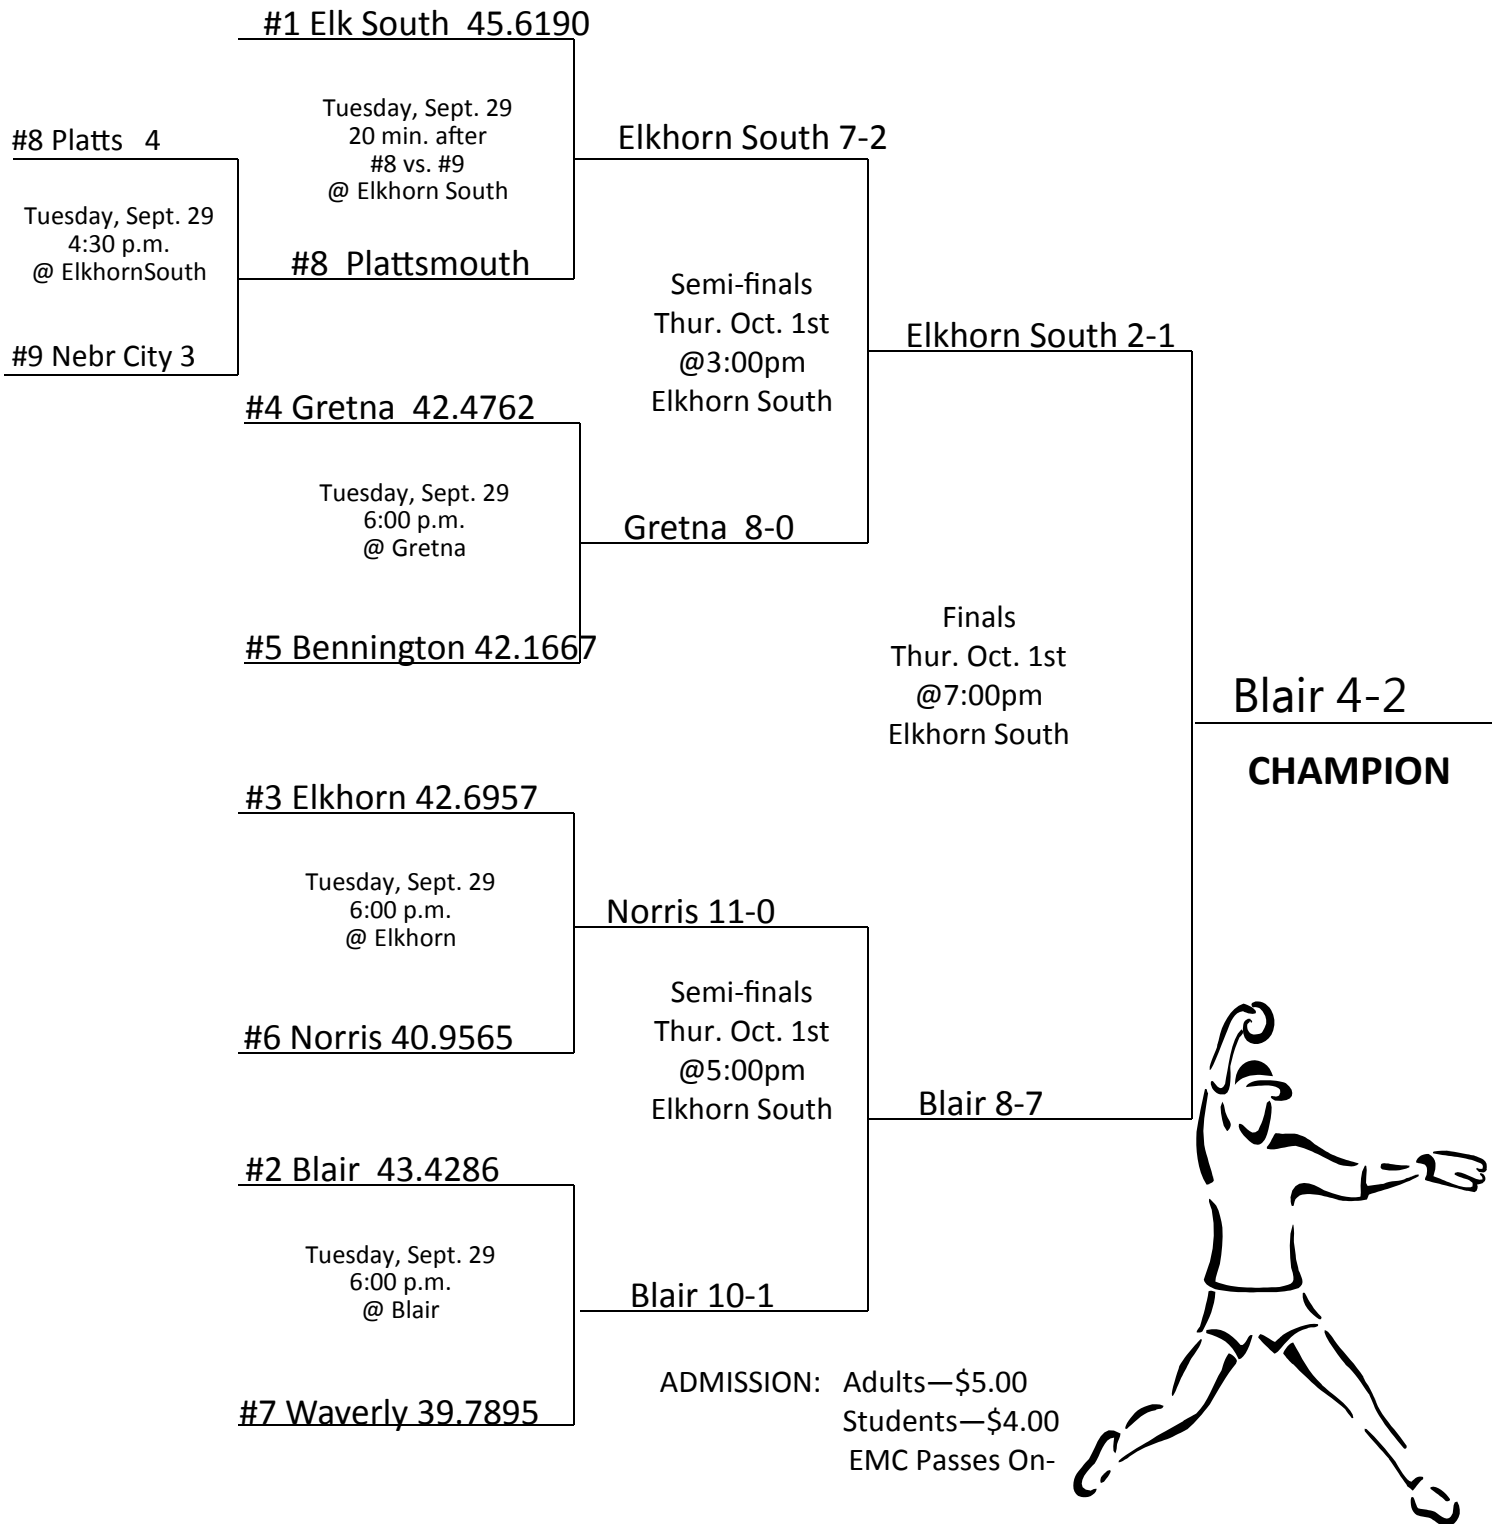 #1 Elk South  45.6190
Tuesday, Sept. 29
20 min. after
#8 vs. #9
@ Elkhorn South
#8 Platts   4
Tuesday, Sept. 29
4:30 p.m.
@ ElkhornSouth
#9 Nebr City 3
#8  Plattsmouth
Elkhorn South 7-2
Semi-finals
Thur. Oct. 1st
@3:00pm
Elkhorn South
Elkhorn South 2-1
#4 Gretna  42.4762
Tuesday, Sept. 29
6:00 p.m.
@ Gretna
Gretna  8-0
#5 Bennington 42.1667
Finals
Thur. Oct. 1st
@7:00pm
Elkhorn South
Blair 4-2
CHAMPION
#3 Elkhorn 42.6957
Tuesday, Sept. 29
6:00 p.m.
@ Elkhorn
Norris 11-0
#6 Norris 40.9565
Semi-finals
Thur. Oct. 1st
@5:00pm
Elkhorn South
Blair 8-7
#2 Blair  43.4286
Tuesday, Sept. 29
6:00 p.m.
@ Blair
Blair 10-1
#7 Waverly 39.7895
ADMISSION:   Adults—$5.00
Students—$4.00
EMC Passes On-